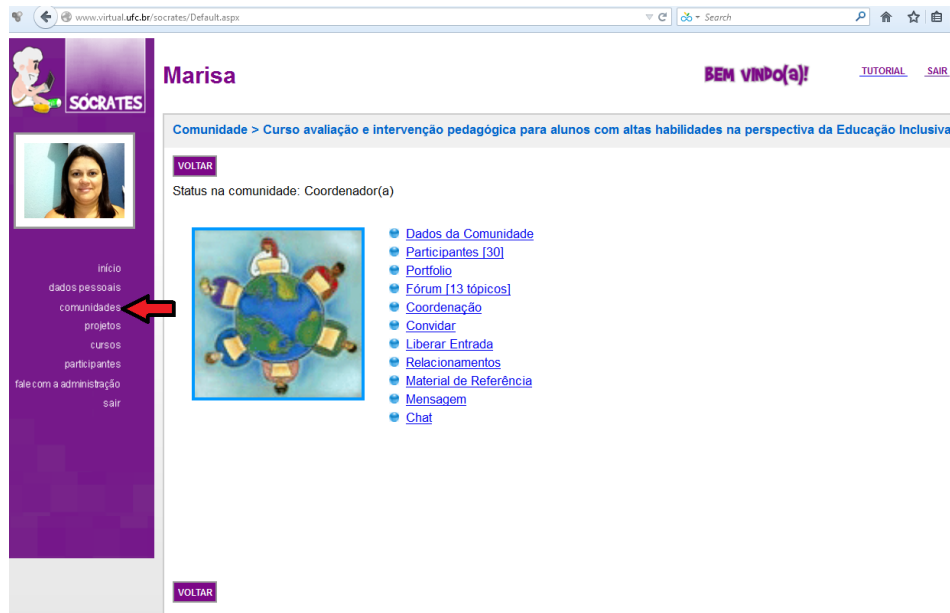 www.virtual.ufc.br/socrates/Default.aspx
Search
SÓCRATES
Marisa
BEM VINDO(a)!
TUTORIAL
SAIR
Comunidade > Curso avaliação e intervenção pedagógica para alunos com altas habilidades na perspectiva da Educação Inclusiva
VOLTAR
Status na comunidade: Coordenador(a)
início
dados pessoais
comunidades
projetos
cursos
participantes
fale com a administração
sair
Dados da Comunidade
Participantes [30]
Portfolio
Fórum [13 tópicos]
Coordenação
Convidar
Liberar Entrada
Relacionamentos
Material de Referência
Mensagem
Chat
VOLTAR